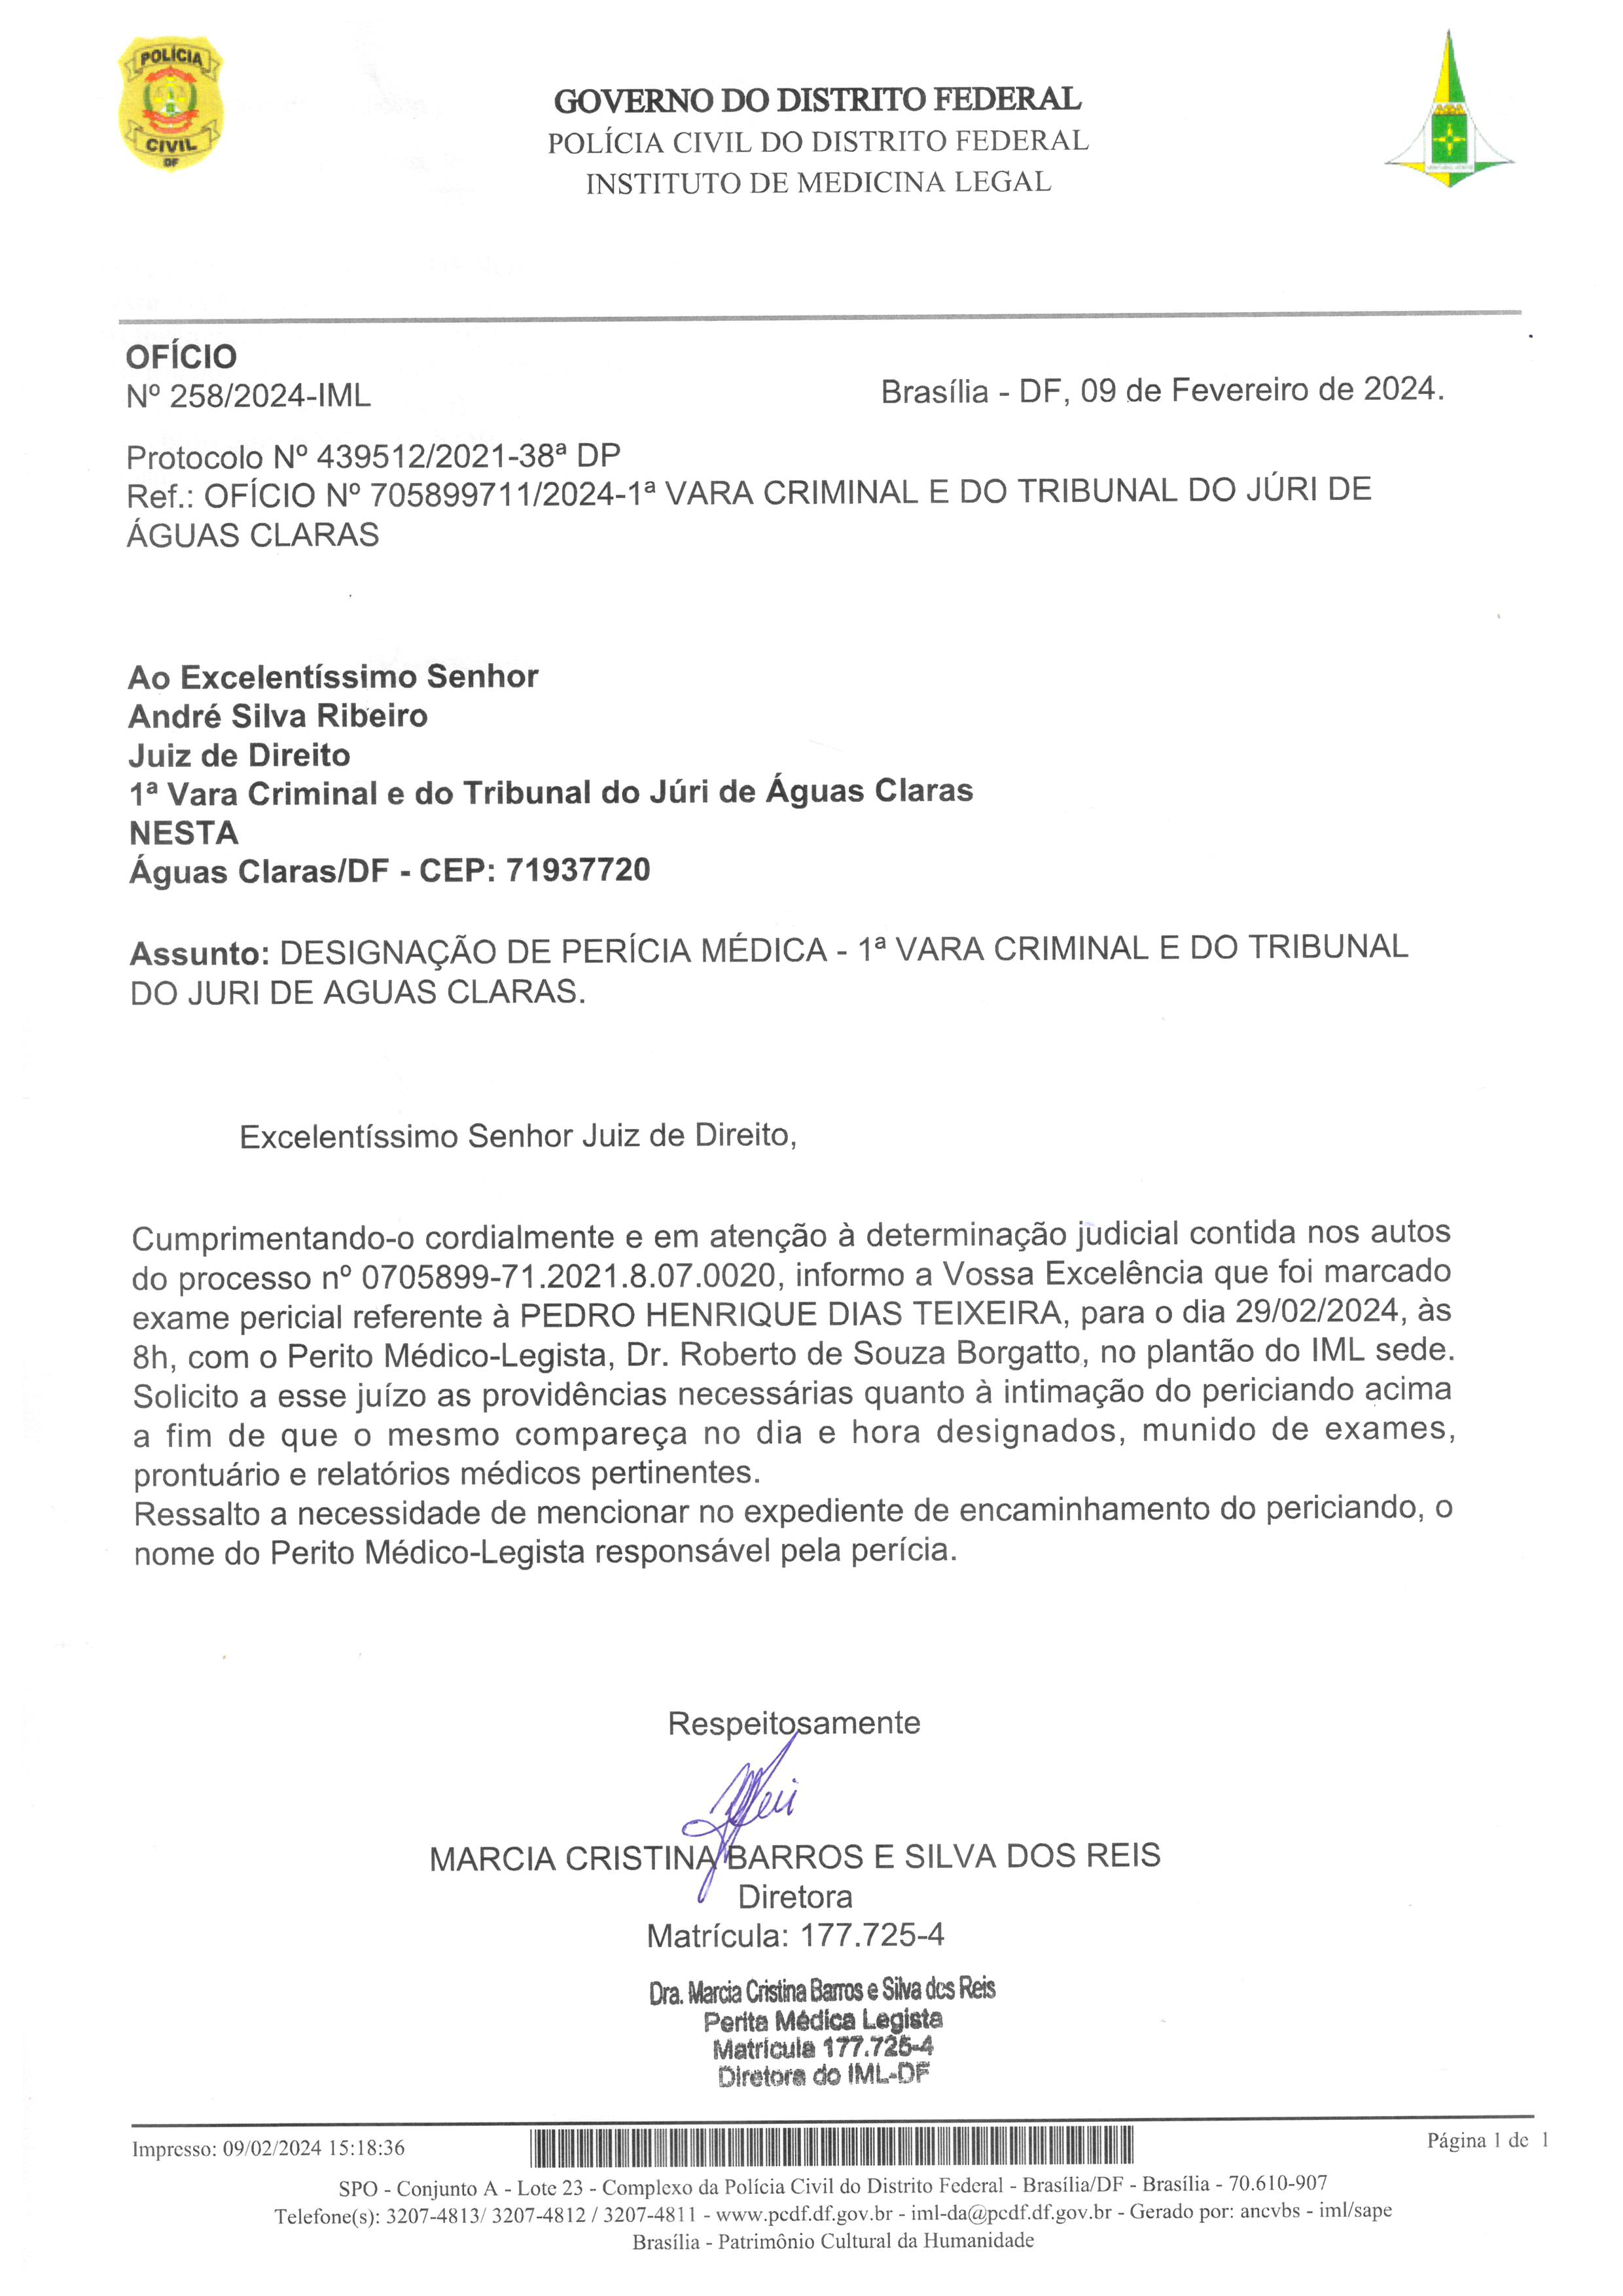 POLÍCIA
CIVIL
DF
GOVERNO DO DISTRITO FEDERAL
POLÍCIA CIVIL DO DISTRITO FEDERAL
INSTITUTO DE MEDICINA LEGAL
OFÍCIO
Nº 258/2024-IML
Brasília - DF, 09 de Fevereiro de 2024.
Protocolo Nº 439512/2021-38ª DP
Ref.: OFÍCIO Nº 705899711/2024-1ª VARA CRIMINAL E DO TRIBUNAL DO JÚRI DE
ÁGUAS CLARAS
Ao Excelentíssimo Senhor
André Silva Ribeiro
Juiz de Direito
1ª Vara Criminal e do Tribunal do Júri de Águas Claras
NESTA
Águas Claras/DF - CEP: 71937720
Assunto: DESIGNAÇÃO DE PERÍCIA MÉDICA - 1ª VARA CRIMINAL E DO TRIBUNAL
DO JURI DE AGUAS CLARAS.
Excelentíssimo Senhor Juiz de Direito,
Cumprimentando-o cordialmente e em atenção à determinação judicial contida nos autos
do processo nº 0705899-71.2021.8.07.0020, informo a Vossa Excelência que foi marcado
exame pericial referente à PEDRO HENRIQUE DIAS TEIXEIRA, para o dia 29/02/2024, às
8h, com o Perito Médico-Legista, Dr. Roberto de Souza Borgatto, no plantão do IML sede.
Solicito a esse juízo as providências necessárias quanto à intimação do periciando acima
a fim de que o mesmo compareça no dia e hora designados, munido de exames,
prontuário e relatórios médicos pertinentes.
Ressalto a necessidade de mencionar no expediente de encaminhamento do periciando, o
nome do Perito Médico-Legista responsável pela perícia.
Respeitosamente
MARCIA CRISTINA BARROS E SILVA DOS REIS
Diretora
Matrícula: 177.725-4
Dra. Marcia Cristina Barros e Silva dos Reis
Perita Médica Legista
Matrícula 177.725-4
Diretora do IML-DF
Impresso: 09/02/2024 15:18:36
Página 1 de 1
SPO - Conjunto A - Lote 23 - Complexo da Polícia Civil do Distrito Federal - Brasília/DF - Brasília - 70.610-907
Telefone(s): 3207-4813/ 3207-4812 / 3207-4811 - www.pcdf.df.gov.br - iml-da@pcdf.df.gov.br - Gerado por: ancvbs - iml/sape
Brasília - Patrimônio Cultural da Humanidade